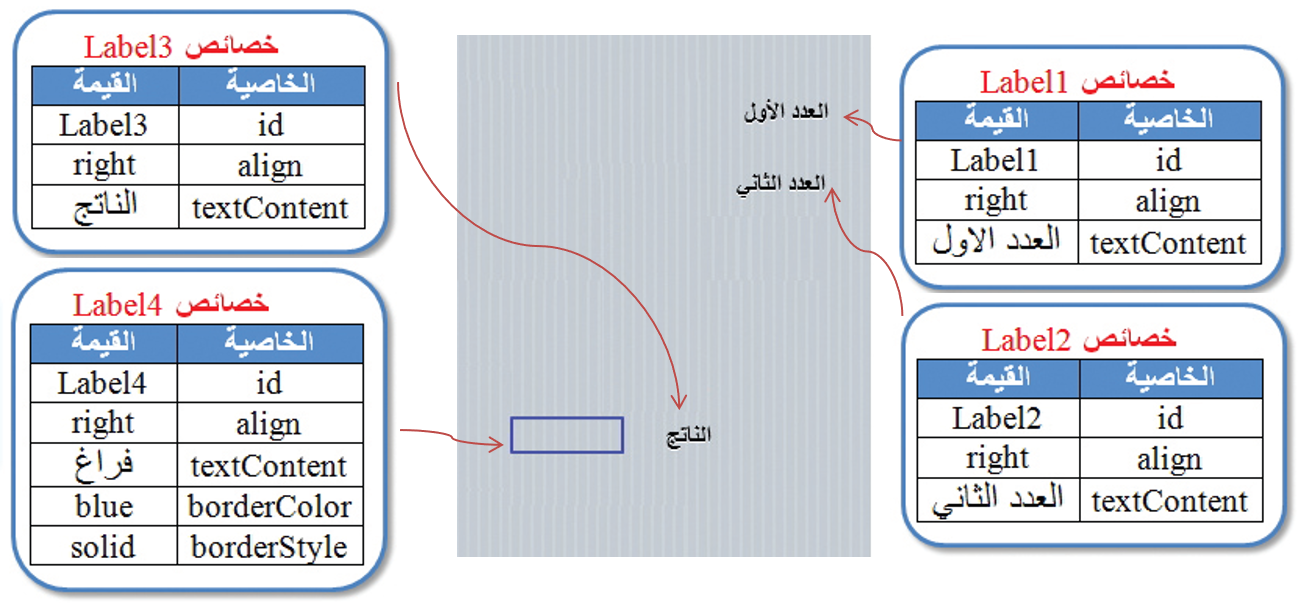 خصائص Label1
الخاصية القيمة
id Label1
align right
textContent العدد الاول
خصائص Label2
الخاصية القيمة
id Label2
align right
textContent العدد الثاني
العدد الأول
العدد الثاني
الناتج
خصائص Label3
الخاصية القيمة
id Label3
align right
textContent الناتج
خصائص Label4
الخاصية القيمة
id Label4
align right
textContent فراغ
borderColor blue
borderStyle solid